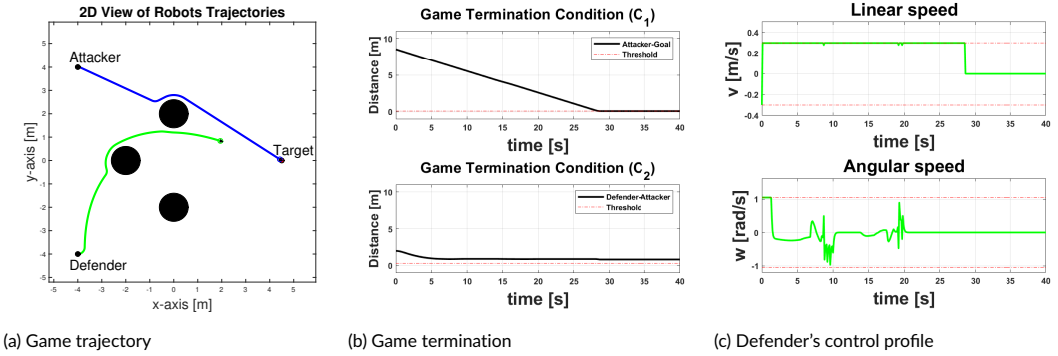 2D View of Robots Trajectories
5
4
3
2
1
0
-1
-2
-3
-4
-5
y-axis [m]
Attacker
Target
Defender
-5 -4 -3 -2 -1 0 1 2 3 4 5
x-axis [m]
(a) Game trajectory
Game Termination Condition (C1)
Distance [m]
10
5
0
Attacker-Goal
Threshold
0 5 10 15 20 25 30 35 40
time [s]
Game Termination Condition (C2)
Distance [m]
10
5
0
Defender-Attacker
Threshold
0 5 10 15 20 25 30 35 40
time [s]
(b) Game termination
Linear speed
v [m/s]
0.4
0.2
0
-0.2
-0.4
0 5 10 15 20 25 30 35 40
time [s]
Angular speed
w [rad/s]
1
0
-1
0 5 10 15 20 25 30 35 40
time [s]
(c) Defender's control profile